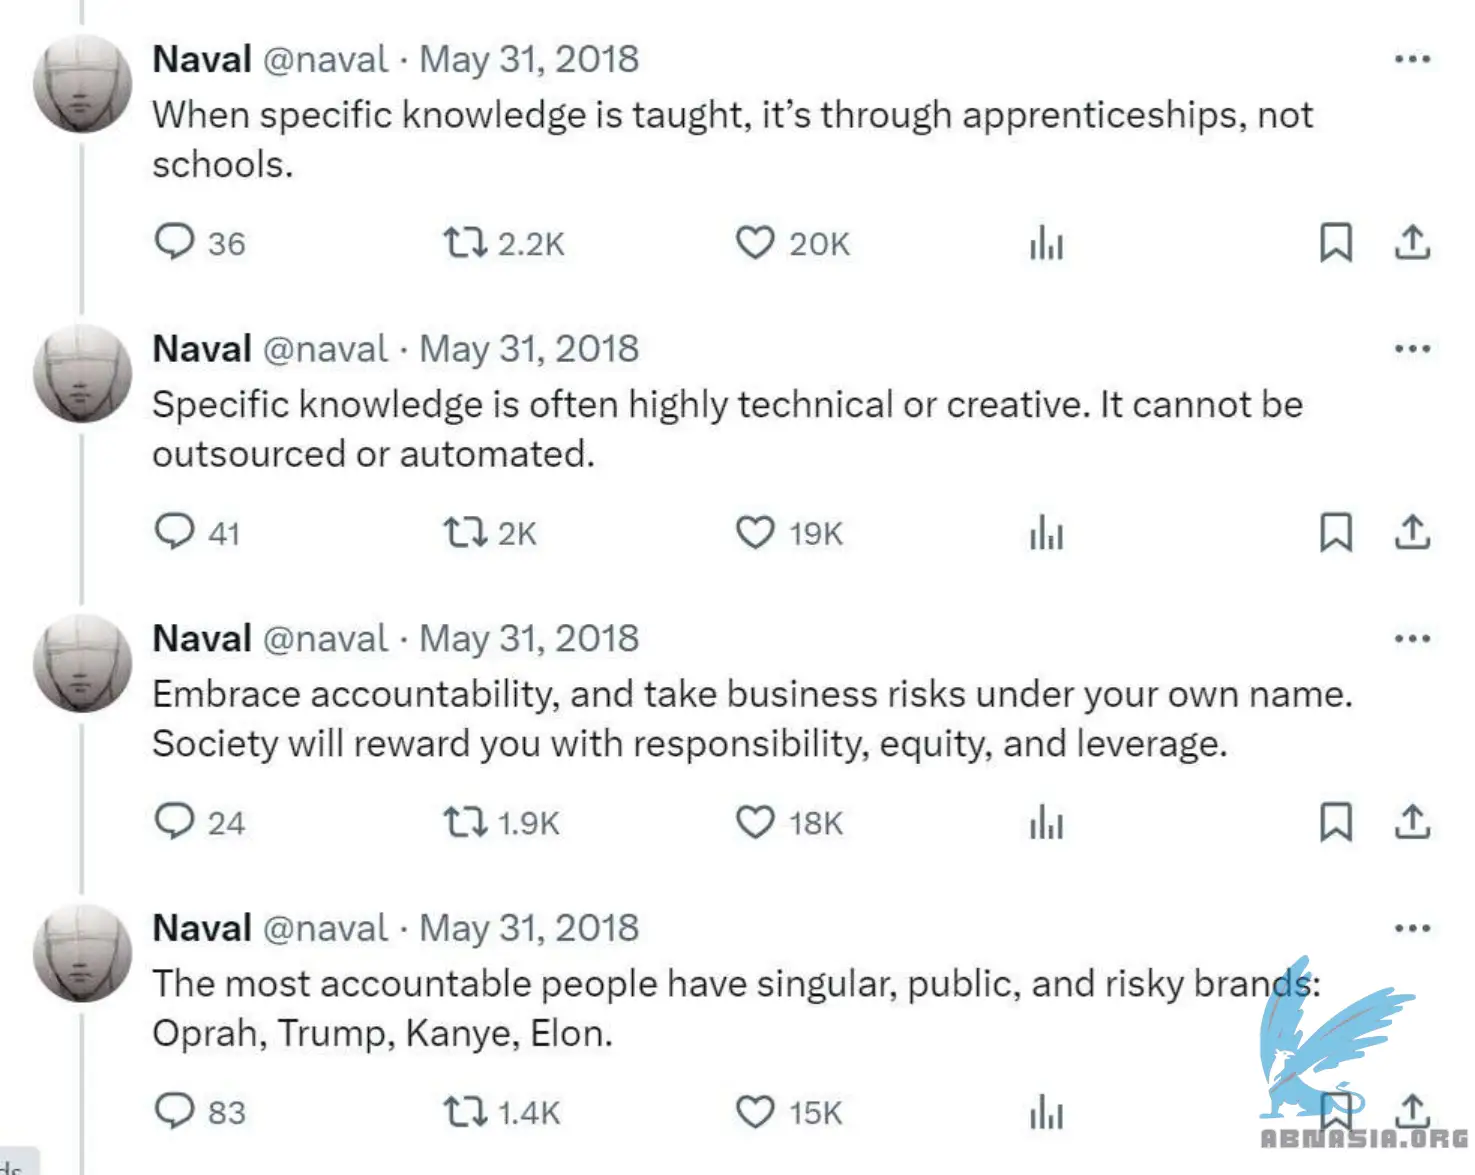 Naval @naval · May 31, 2018
When specific knowledge is taught, it’s through apprenticeships, not
schools.
36 2.2K 20K
Naval @naval · May 31, 2018
Specific knowledge is often highly technical or creative. It cannot be
outsourced or automated.
41 2K 19K
Naval @naval · May 31, 2018
Embrace accountability, and take business risks under your own name.
Society will reward you with responsibility, equity, and leverage.
24 1.9K 18K
Naval @naval · May 31, 2018
The most accountable people have singular, public, and risky brands:
Oprah, Trump, Kanye, Elon.
83 1.4K 15K
ABNASIA.ORG